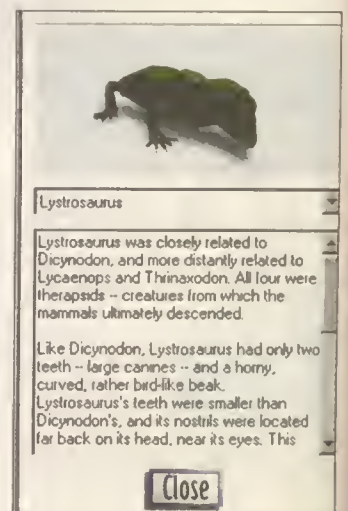 Lystrosaurus
Lystrosaurus was closely related to
Dicynodon, and more distantly related to
Lycaenops and Thrinaxodon. All four were
therapsids -- creatures from which the
mammals ultimately descended.
Like Dicynodon, Lystrosaurus had only two
teeth -- large canines -- and a horny,
curved, rather bird-like beak.
Lystrosaurus's teeth were smaller than
Dicynodon's, and its nostrils were located
far back on its head, near its eyes. This
Close